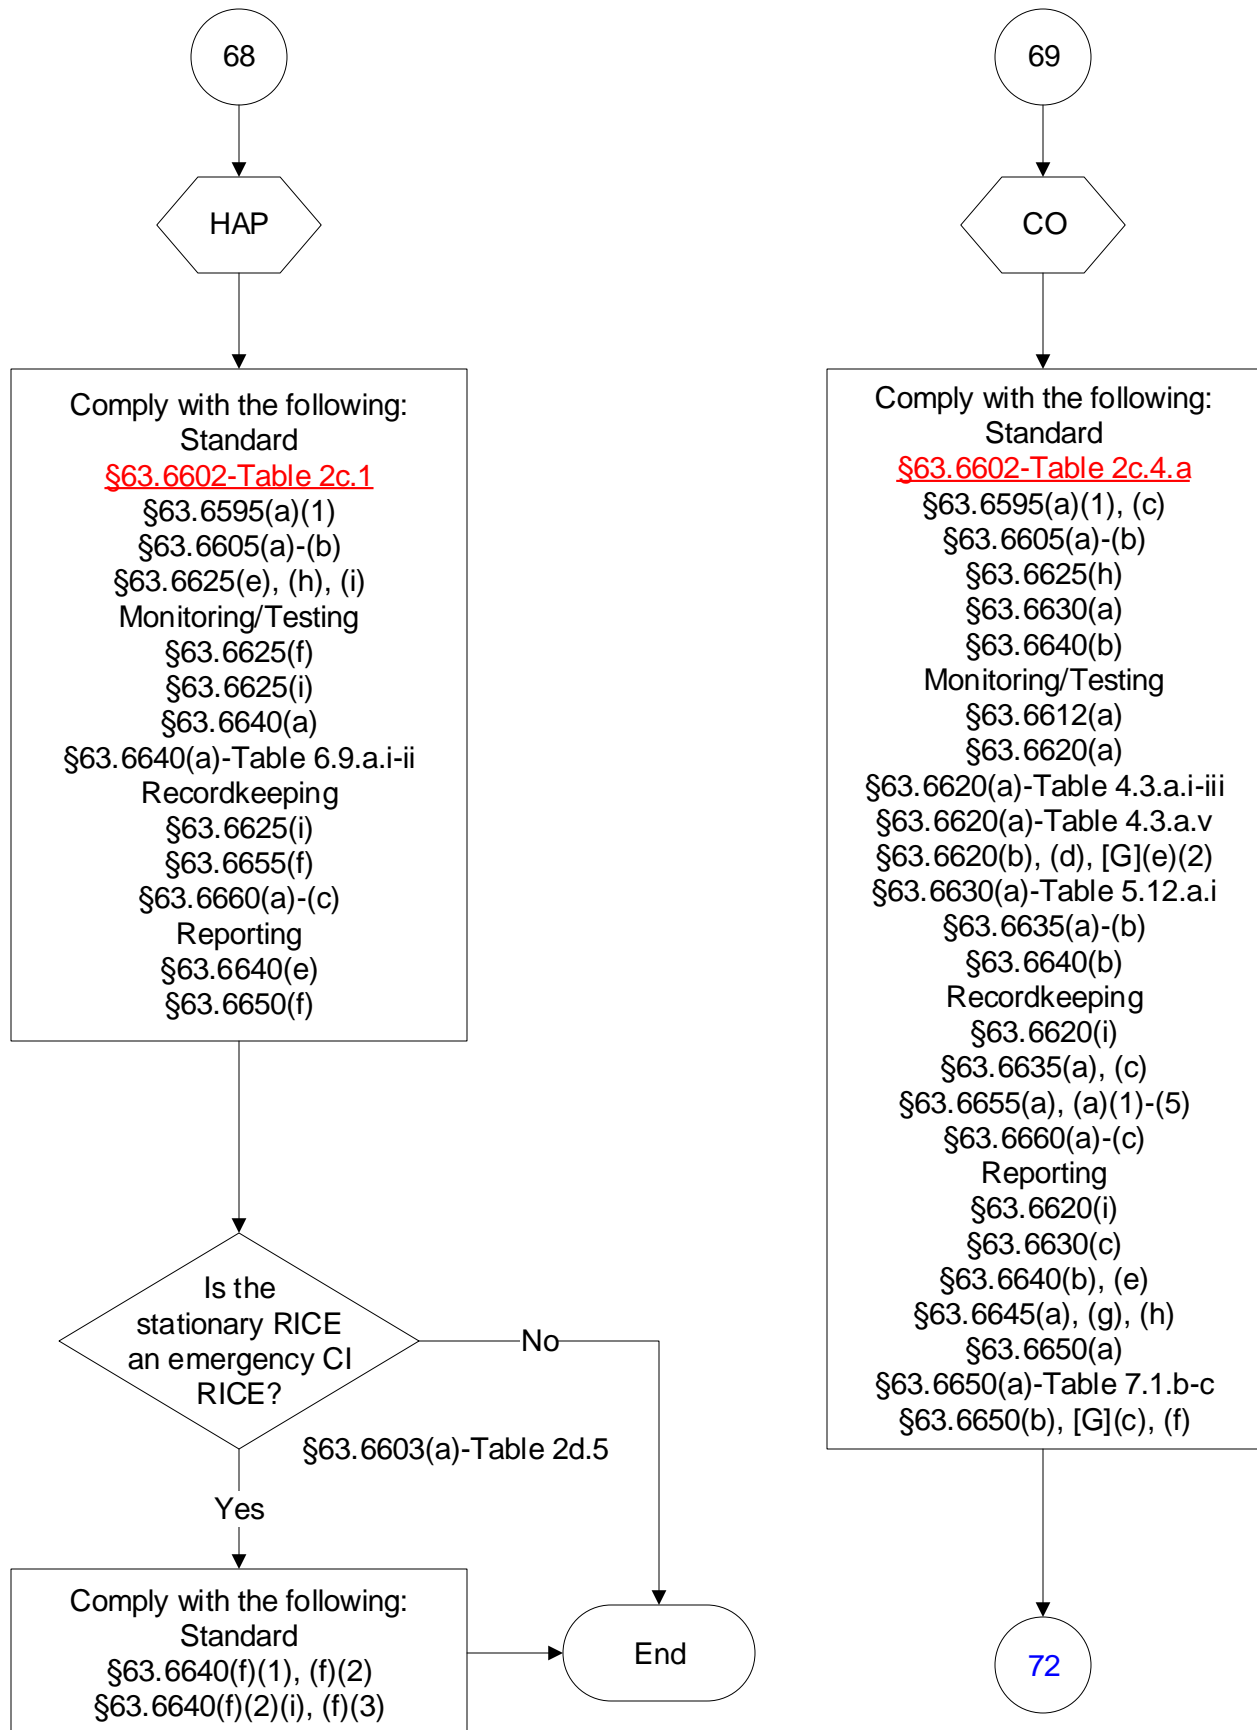 68
HAP
Comply with the following:
Standard
§63.6602-Table 2c.1
§63.6595(a)(1)
§63.6605(a)-(b)
§63.6625(e), (h), (i)
Monitoring/Testing
§63.6625(f)
§63.6625(i)
§63.6640(a)
§63.6640(a)-Table 6.9.a.i-ii
Recordkeeping
§63.6625(i)
§63.6655(f)
§63.6660(a)-(c)
Reporting
§63.6640(e)
§63.6650(f)
Is the
stationary RICE
an emergency CI
RICE?
No
§63.6603(a)-Table 2d.5
Yes
Comply with the following:
Standard
§63.6640(f)(1), (f)(2)
§63.6640(f)(2)(i), (f)(3)
End
69
CO
Comply with the following:
Standard
§63.6602-Table 2c.4.a
§63.6595(a)(1), (c)
§63.6605(a)-(b)
§63.6625(h)
§63.6630(a)
§63.6640(b)
Monitoring/Testing
§63.6612(a)
§63.6620(a)
§63.6620(a)-Table 4.3.a.i-iii
§63.6620(a)-Table 4.3.a.v
§63.6620(b), (d), [G](e)(2)
§63.6630(a)-Table 5.12.a.i
§63.6635(a)-(b)
§63.6640(b)
Recordkeeping
§63.6620(i)
§63.6635(a), (c)
§63.6655(a), (a)(1)-(5)
§63.6660(a)-(c)
Reporting
§63.6620(i)
§63.6630(c)
§63.6640(b), (e)
§63.6645(a), (g), (h)
§63.6650(a)
§63.6650(a)-Table 7.1.b-c
§63.6650(b), [G](c), (f)
72